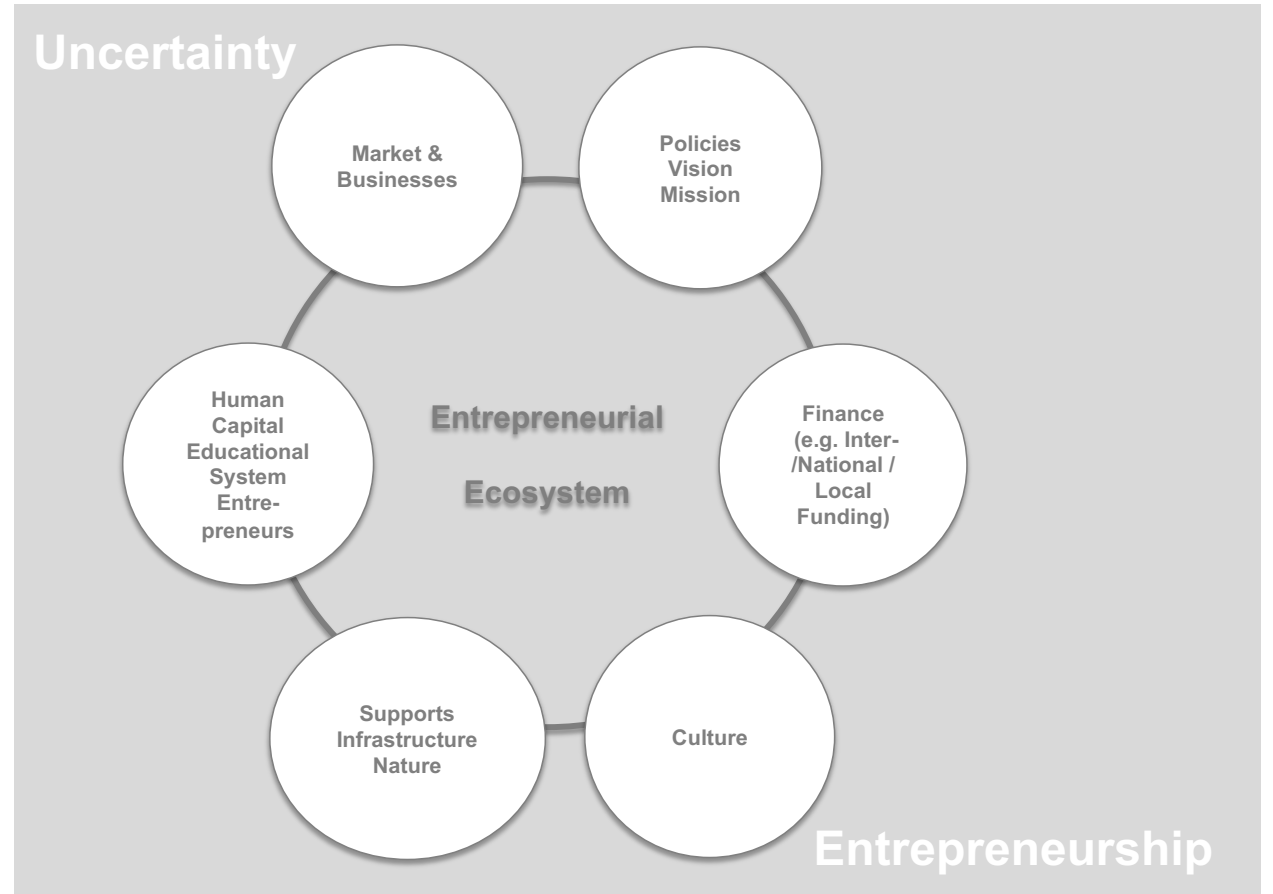 Uncertainty
Market &
Businesses
Policies
Vision
Mission
Human
Capital
Educational
System
Entre-
preneurs
Entrepreneurial
Ecosystem
Finance
(e.g. Inter-
/National /
Local
Funding)
Supports
Infrastructure
Nature
Culture
Entrepreneurship